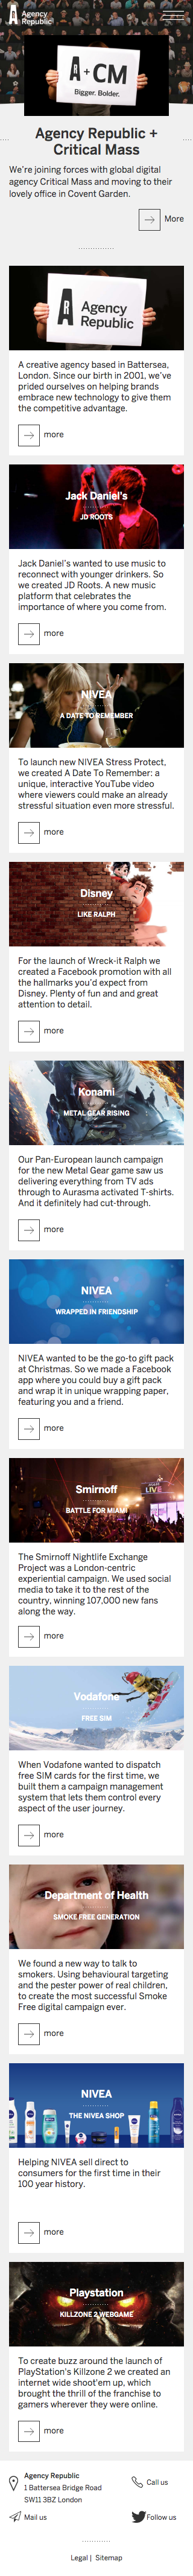 Agency
Republic
A + CM
Bigger. Bolder.
Agency Republic +
Critical Mass
We're joining forces with global digital
agency Critical Mass and moving to their
lovely office in Covent Garden.
More
Agency
Republic
A creative agency based in Battersea,
London. Since our birth in 2001, we've
prided ourselves on helping brands
embrace new technology to give them
the competitive advantage.
more
Jack Daniel's
JD ROOTS
Jack Daniel's wanted to use music to
reconnect with younger drinkers. So
we created JD Roots. A new music
platform that celebrates the
importance of where you come from.
more
NIVEA
A DATE TO REMEMBER
To launch new NIVEA Stress Protect,
we created A Date To Remember: a
unique, interactive YouTube video
where viewers could make an already
stressful situation even more stressful.
more
Disney
LIKE RALPH
For the launch of Wreck-it Ralph we
created a Facebook promotion with all
the hallmarks you'd expect from
Disney. Plenty of fun and and great
attention to detail.
more
Konami
METAL GEAR RISING
Our Pan-European launch campaign
for the new Metal Gear game saw us
delivering everything from TV ads
through to Aurasma activated T-shirts.
And it definitely had cut-through.
more
NIVEA
WRAPPED IN FRIENDSHIP
NIVEA wanted to be the go-to gift pack
at Christmas. So we made a Facebook
app where you could buy a gift pack
and wrap it in unique wrapping paper,
featuring you and a friend.
more
Smirnoff
BATTLE FOR MIAMI
LIV
The Smirnoff Nightlife Exchange
Project was a London-centric
experiential campaign. We used social
media to take it to the rest of the
country, winning 107,000 new fans
along the way.
more
Vodafone
FREE SIM
When Vodafone wanted to dispatch
free SIM cards for the first time, we
built them a campaign management
system that lets them control every
aspect of the user journey.
more
Department of Health
SMOKE FREE GENERATION
We found a new way to talk to
smokers. Using behavioural targeting
and the pester power of real children,
to create the most successful Smoke
Free digital campaign ever.
more
NIVEA
THE NIVEA SHOP
Helping NIVEA sell direct to
consumers for the first time in their
100 year history.
more
Playstation
KILLZONE 2 WEBGAME
To create buzz around the launch of
PlayStation's Killzone 2 we created an
internet wide shoot'em up, which
brought the thrill of the franchise to
gamers wherever they were online.
more
Agency Republic
1 Battersea Bridge Road
SW11 3BZ London
Call us
Mail us
Follow us
Legal | Sitemap